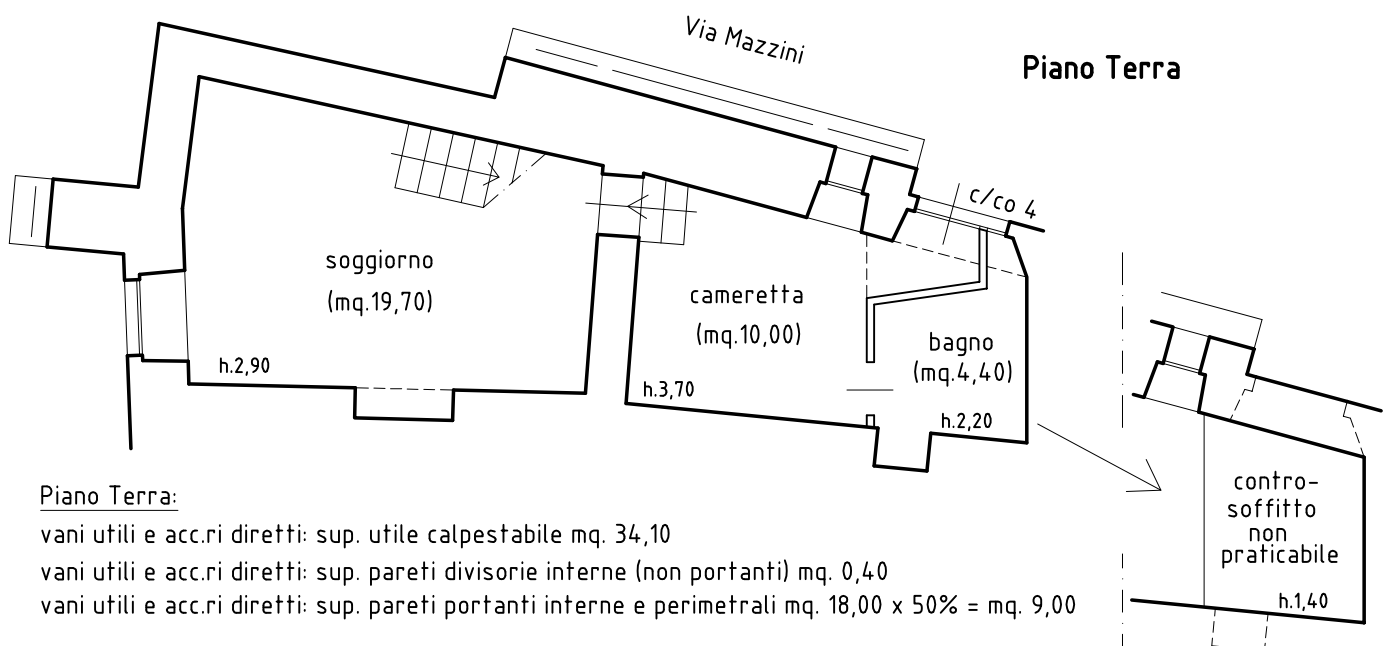 Via Mazzini
Piano Terra
c/co 4
soggiorno
(mq.19,70)
h.2,90
cameretta
(mq.10,00)
h.3,70
bagno
(mq.4,40)
h.2,20
contro-
soffitto
non
praticabile
h.1,40
Piano Terra:
vani utili e acc.ri diretti: sup. utile calpestabile mq. 34,10
vani utili e acc.ri diretti: sup. pareti divisorie interne (non portanti) mq. 0,40
vani utili e acc.ri diretti: sup. pareti portanti interne e perimetrali mq. 18,00 x 50% = mq. 9,00